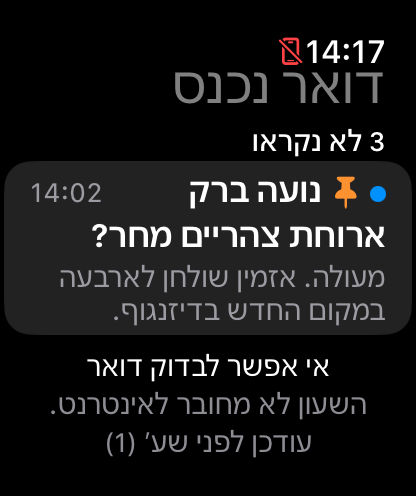 14:17
דואר נכנס
3 לא נקראו
נועה ברק 14:02
ארוחת צהריים מחר?
מעולה. אזמין שולחן לארבעה
במקום החדש בדיזנגוף.
אי אפשר לבדוק דואר
השעון לא מחובר לאינטרנט.
עודכן לפני שע׳ (1)